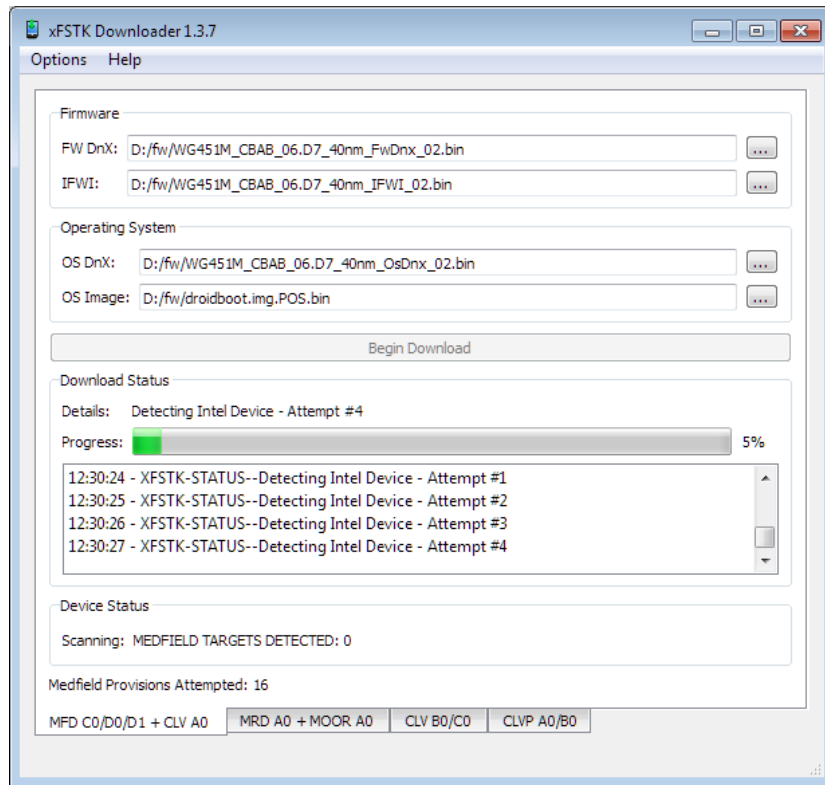 xFSTK Downloader 1.3.7
Options Help
Firmware
FW DnX: D:/fw/WG451M_CBAB_06.D7_40nm_FwDnx_02.bin ...
IFWI: D:/fw/WG451M_CBAB_06.D7_40nm_IFWI_02.bin ...
Operating System
OS DnX: D:/fw/WG451M_CBAB_06.D7_40nm_OsDnx_02.bin ...
OS Image: D:/fw/droidboot.img.POS.bin ...
Begin Download
Download Status
Details: Detecting Intel Device - Attempt #4
Progress: 5%
12:30:24 - XFSTK-STATUS--Detecting Intel Device - Attempt #1
12:30:25 - XFSTK-STATUS--Detecting Intel Device - Attempt #2
12:30:26 - XFSTK-STATUS--Detecting Intel Device - Attempt #3
12:30:27 - XFSTK-STATUS--Detecting Intel Device - Attempt #4
Device Status
Scanning: MEDFIELD TARGETS DETECTED: 0
Medfield Provisions Attempted: 16
MFD C0/D0/D1 + CLV A0 MRD A0 + MOOR A0 CLV B0/C0 CLVP A0/B0